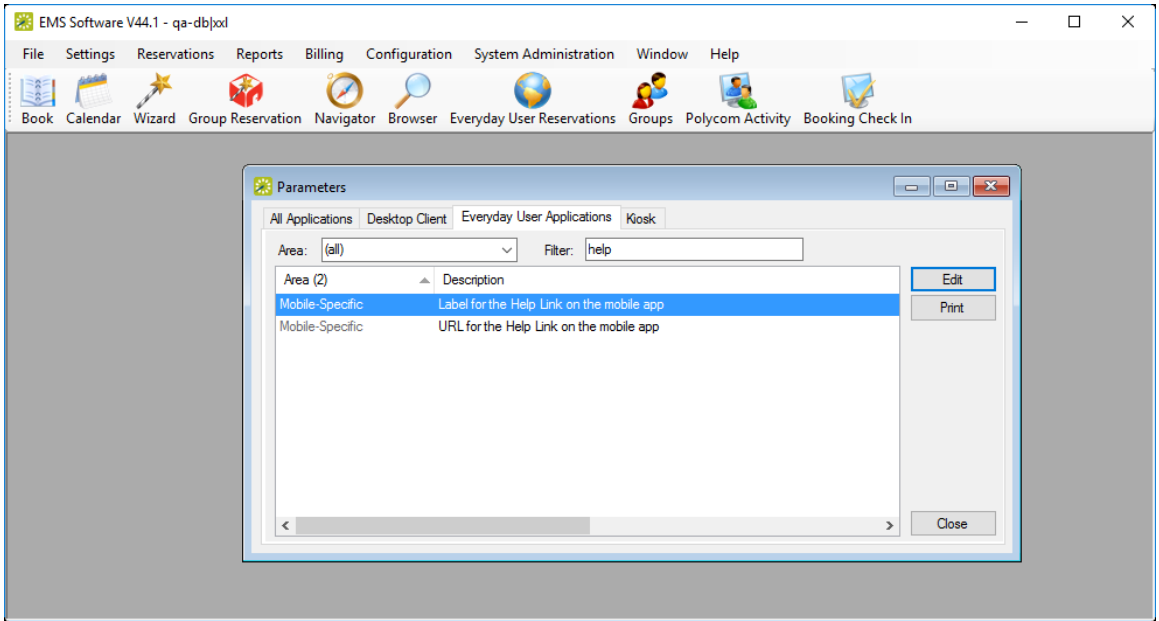 EMS Software V44.1 - qa-db|xxl
File Settings Reservations Reports Billing Configuration System Administration Window Help
Book Calendar Wizard Group Reservation Navigator Browser Everyday User Reservations Groups Polycom Activity Booking Check In
Parameters
All Applications Desktop Client Everyday User Applications Kiosk
Area: (all) Filter: help
Area (2) Description
Edit
Mobile-Specific Label for the Help Link on the mobile app
Print
Mobile-Specific URL for the Help Link on the mobile app
Close